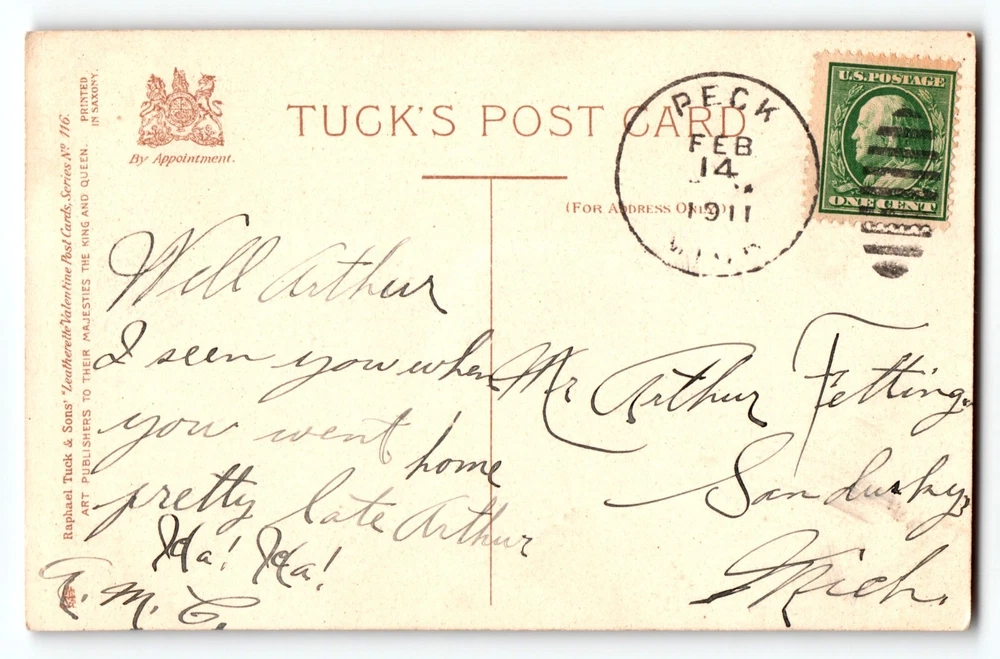 TUCK'S POST CARD
By Appointment.
(FOR ADDRESS ONLY)
Raphael Tuck & Sons' "Leatherette" Valentine Post Cards, Series Nº 116.
ART PUBLISHERS TO THEIR MAJESTIES THE KING AND QUEEN.
PRINTED
IN SAXONY.
PECK
FEB
14
1911
MICH
U.S. POSTAGE
ONE CENT
Well Arthur
I seen you when
you went
home
pretty late Arthur
Ha! Ha!
Mr Arthur Fetting
Sandusky
Mich.